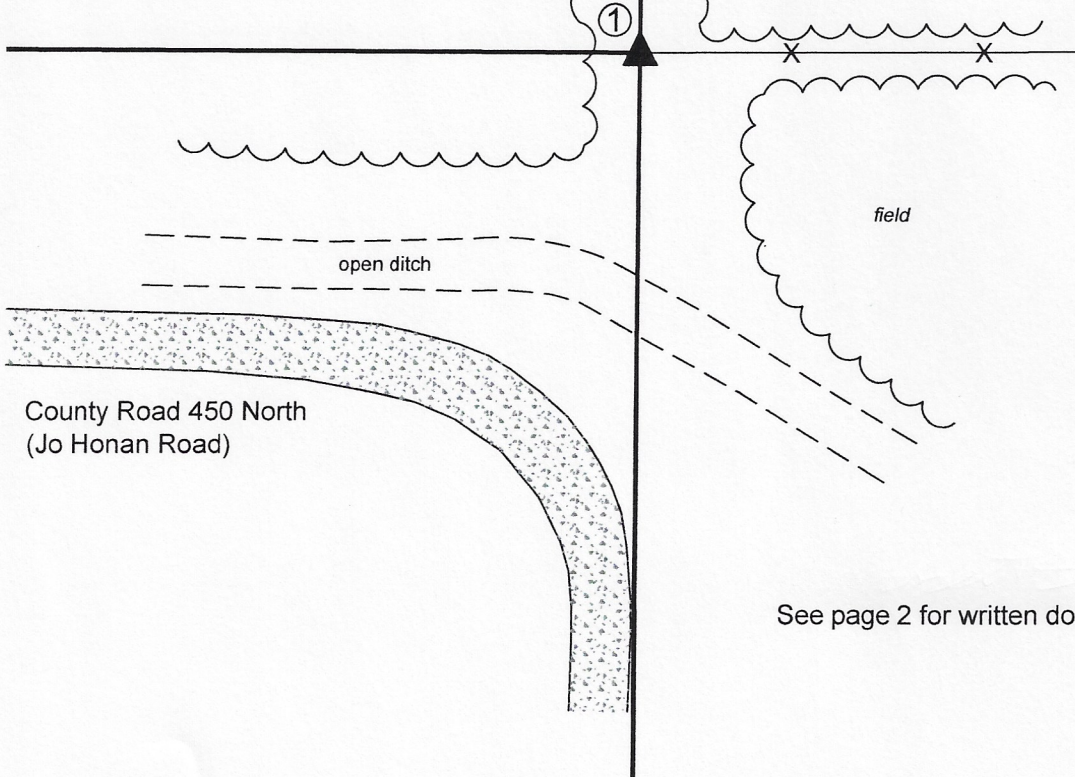 1
X X
field
open ditch
County Road 450 North
(Jo Honan Road)
See page 2 for written do